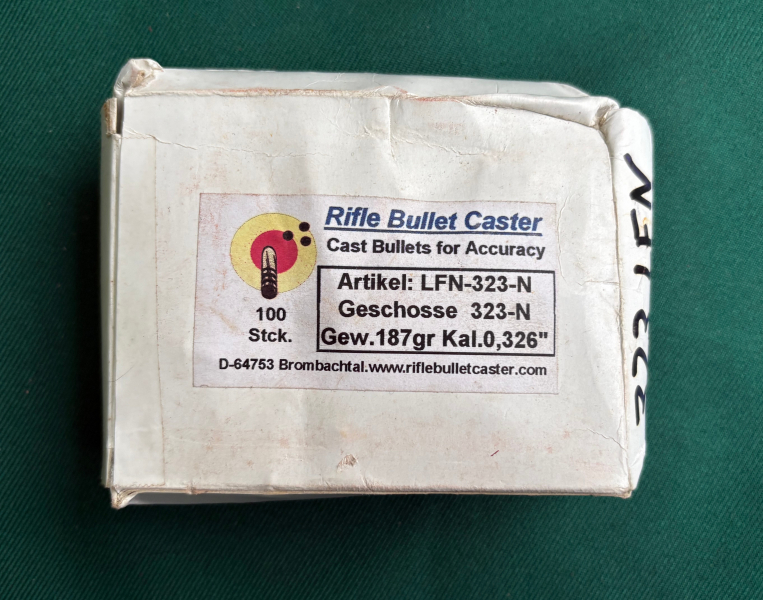 Rifle Bullet Caster
Cast Bullets for Accuracy
Artikel: LFN-323-N
Geschosse 323-N
Gew.187gr Kal.0,326"
100
Stck.
D-64753 Brombachtal.www.riflebulletcaster.com
323 LFN